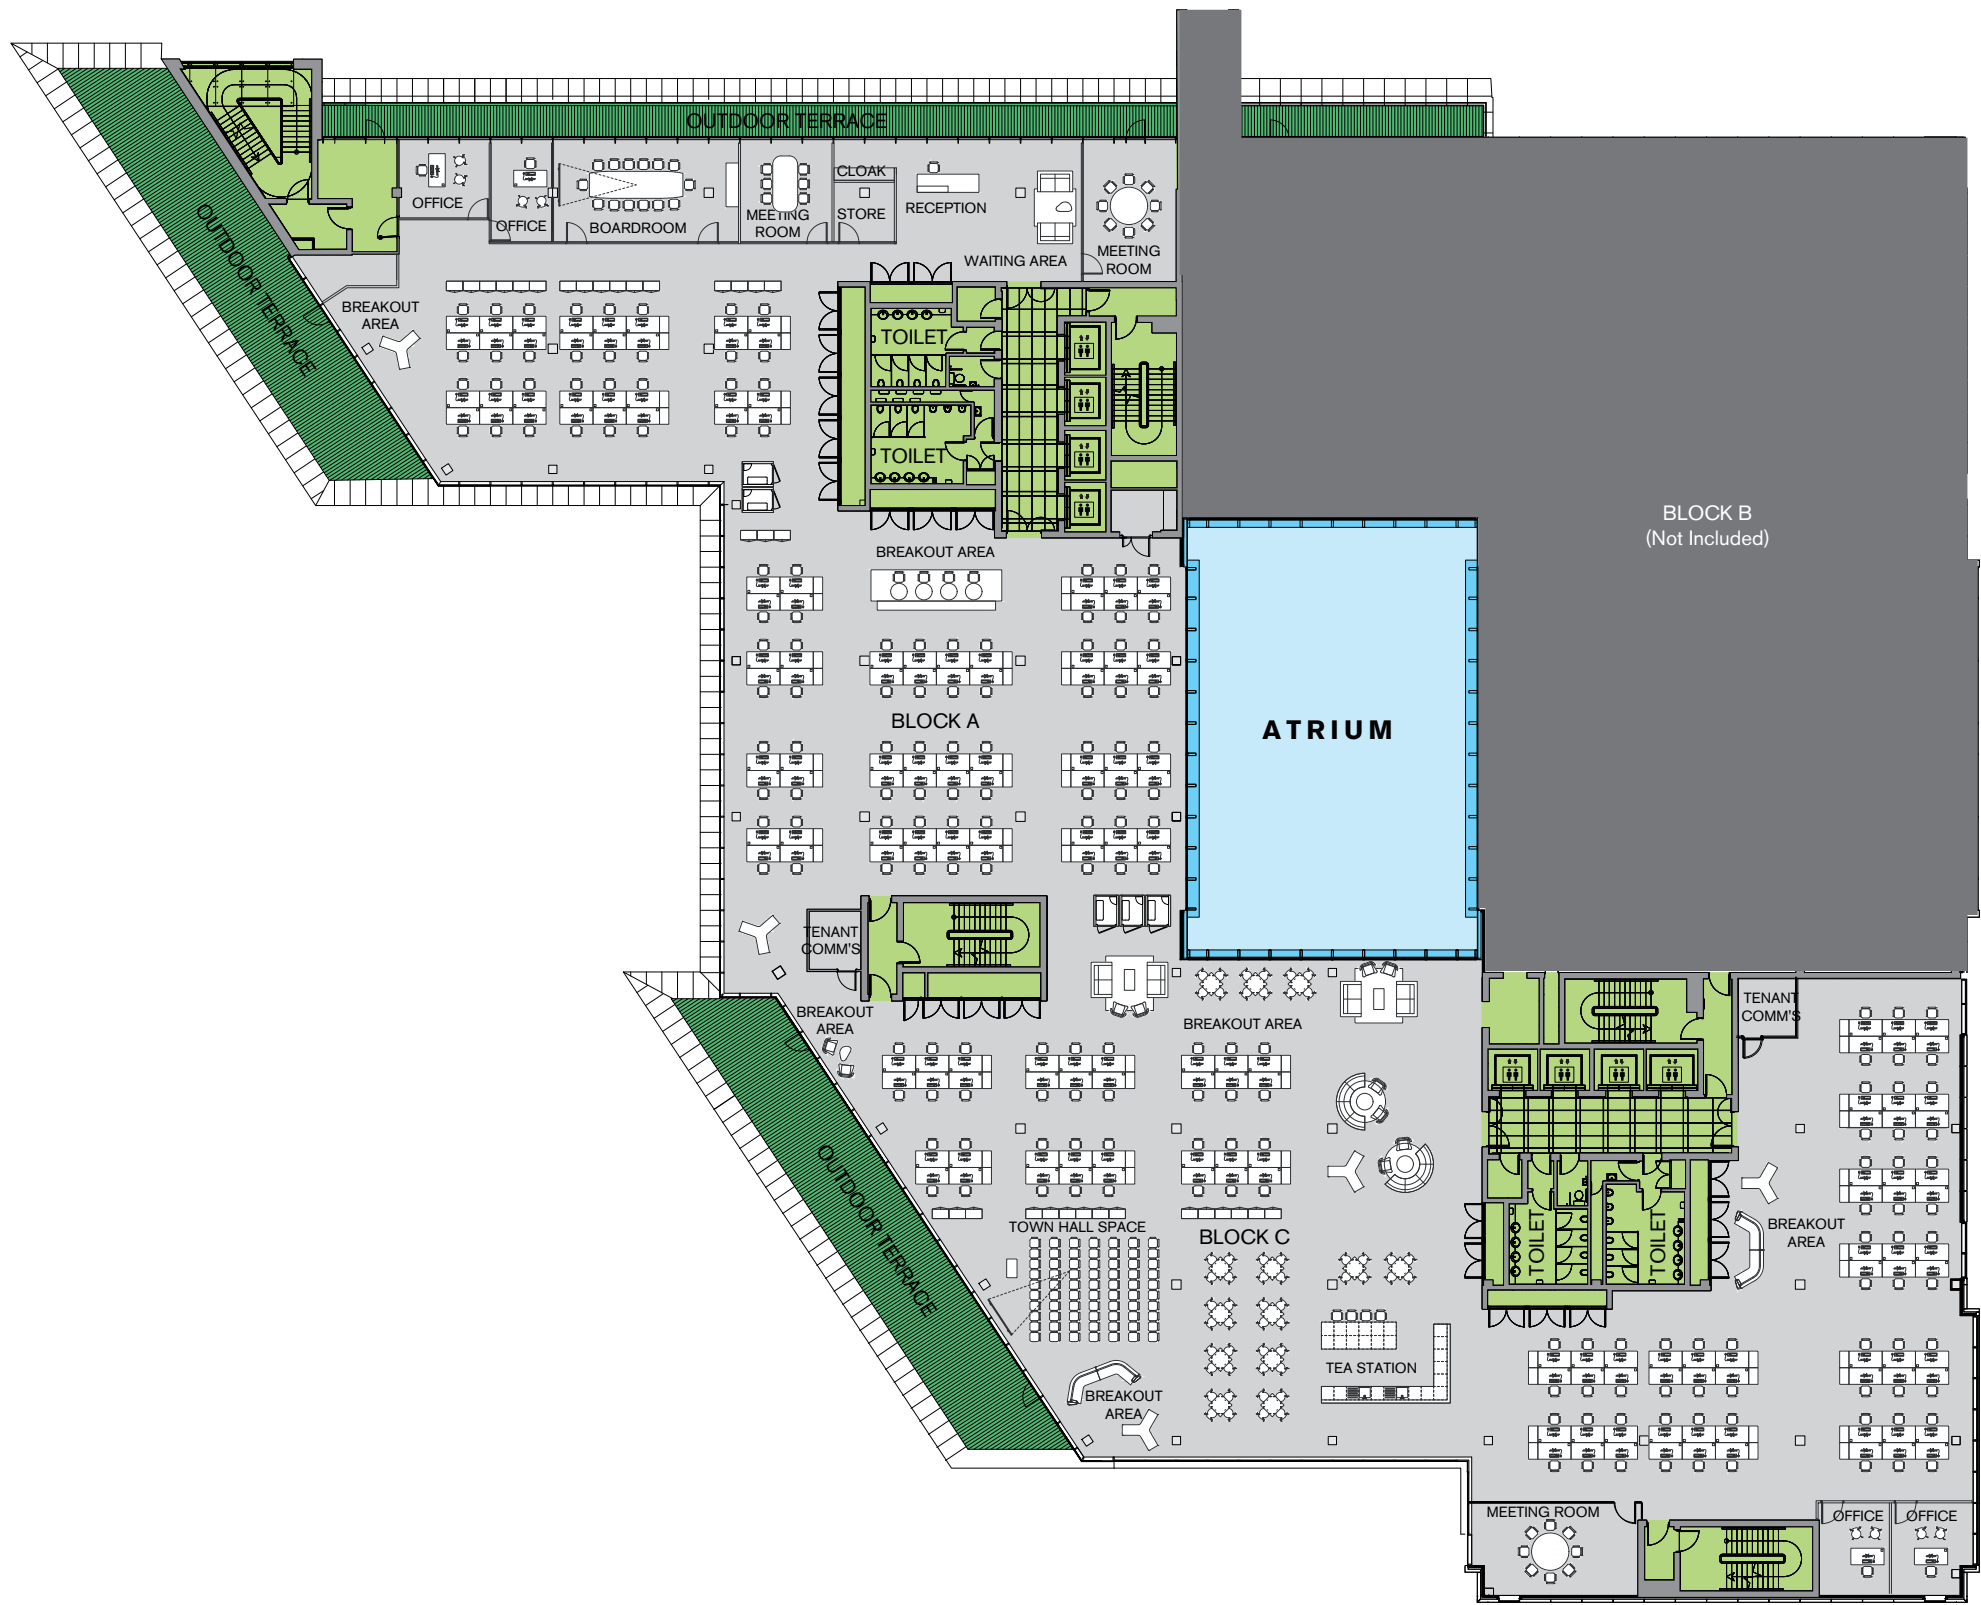 OUTDOOR TERRACE
OUTDOOR TERRACE
OFFICE
OFFICE
BOARDROOM
MEETING
ROOM
CLOAK
STORE
RECEPTION
WAITING AREA
MEETING
ROOM
BREAKOUT
AREA
TOILET
TOILET
BLOCK B
(Not Included)
BREAKOUT AREA
BLOCK A
ATRIUM
TENANT
COMM'S
BREAKOUT
AREA
BREAKOUT AREA
TENANT
COMM'S
OUTDOOR TERRACE
TOWN HALL SPACE
BLOCK C
TOILET
TOILET
BREAKOUT
AREA
TEA STATION
BREAKOUT
AREA
MEETING ROOM
OFFICE
OFFICE